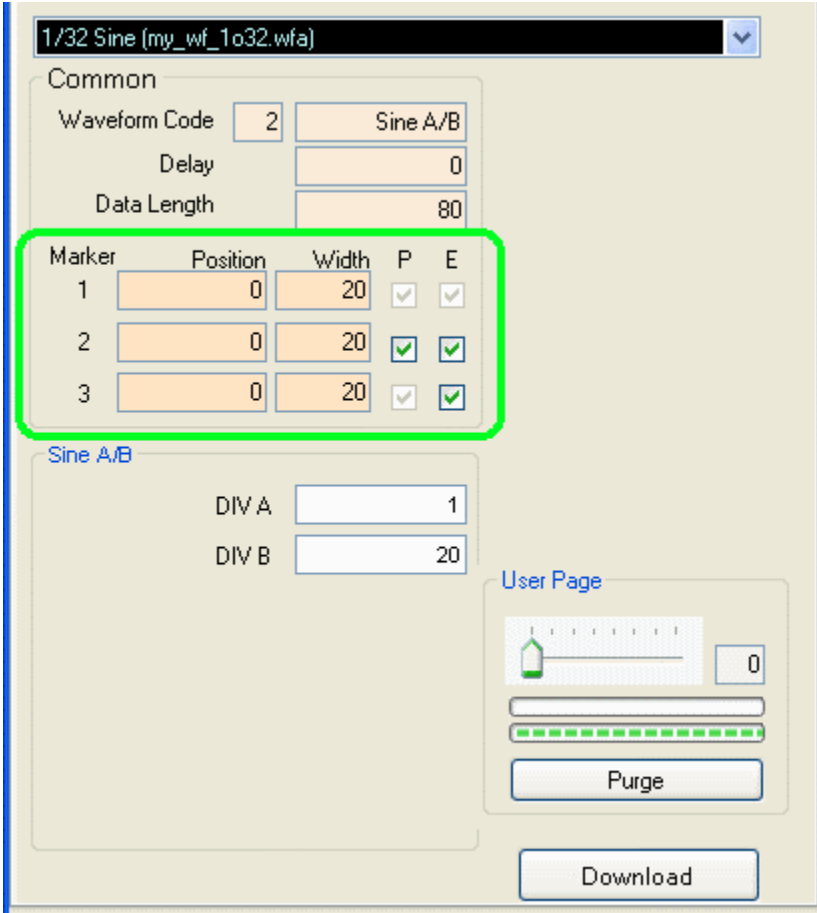 1/32 Sine (my_wf_1o32.wfa)
Common
Waveform Code 2 Sine A/B
Delay 0
Data Length 80
Marker Position Width P E
1 0 20
2 0 20
3 0 20
Sine A/B
DIV A 1
DIV B 20
User Page
0
Purge
Download